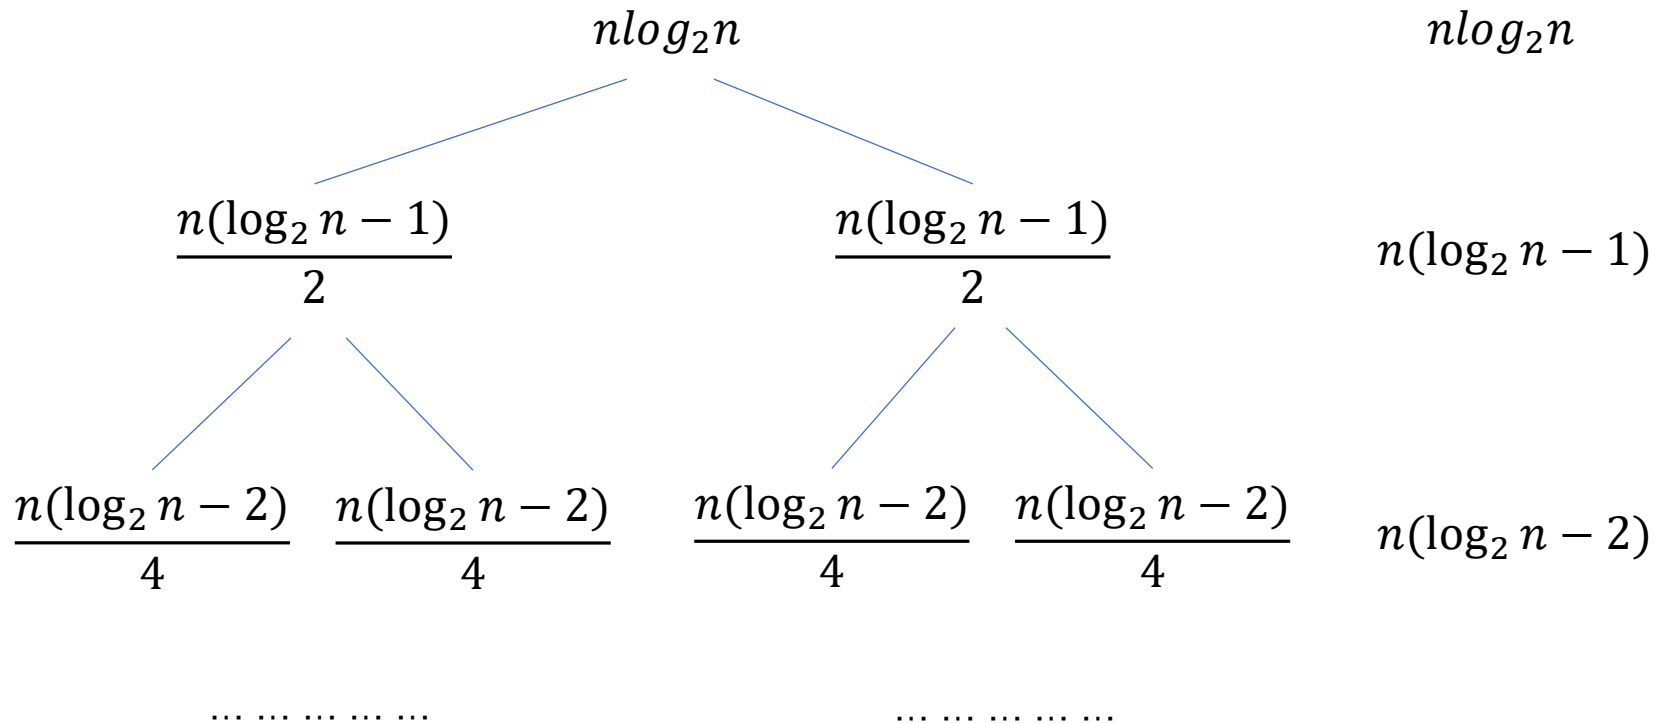 nlog₂n nlog₂n
n(log₂ n − 1)/2 n(log₂ n − 1)/2 n(log₂ n − 1)
n(log₂ n − 2)/4 n(log₂ n − 2)/4 n(log₂ n − 2)/4 n(log₂ n − 2)/4 n(log₂ n − 2)
… … … … … … … … … …